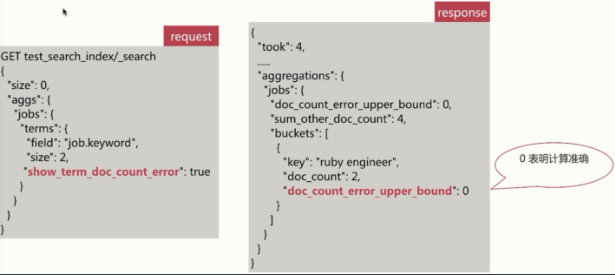 request
GET test_search_index/_search
{
"size": 0,
"aggs": {
"jobs": {
"terms": {
"field": "job.keyword",
"size": 2,
"show_term_doc_count_error": true
}
}
}
}
response
{
"took": 4,
.....
"aggregations": {
"jobs": {
"doc_count_error_upper_bound": 0,
"sum_other_doc_count": 4,
"buckets": [
{
"key": "ruby engineer",
"doc_count": 2,
"doc_count_error_upper_bound": 0
}
]
}
}
}
0 表明计算准确